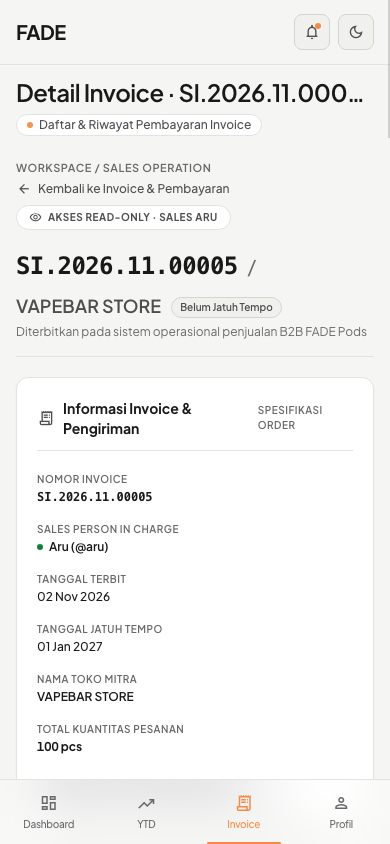 FADE
Detail Invoice · SI.2026.11.000...
Daftar & Riwayat Pembayaran Invoice
WORKSPACE / SALES OPERATION
Kembali ke Invoice & Pembayaran
AKSES READ-ONLY · SALES ARU
SI.2026.11.00005 /
VAPEBAR STORE Belum Jatuh Tempo
Diterbitkan pada sistem operasional penjualan B2B FADE Pods
Informasi Invoice &
Pengiriman
SPESIFIKASI
ORDER
NOMOR INVOICE
SI.2026.11.00005
SALES PERSON IN CHARGE
Aru (@aru)
TANGGAL TERBIT
02 Nov 2026
TANGGAL JATUH TEMPO
01 Jan 2027
NAMA TOKO MITRA
VAPEBAR STORE
TOTAL KUANTITAS PESANAN
100 pcs
Dashboard YTD Invoice Profil